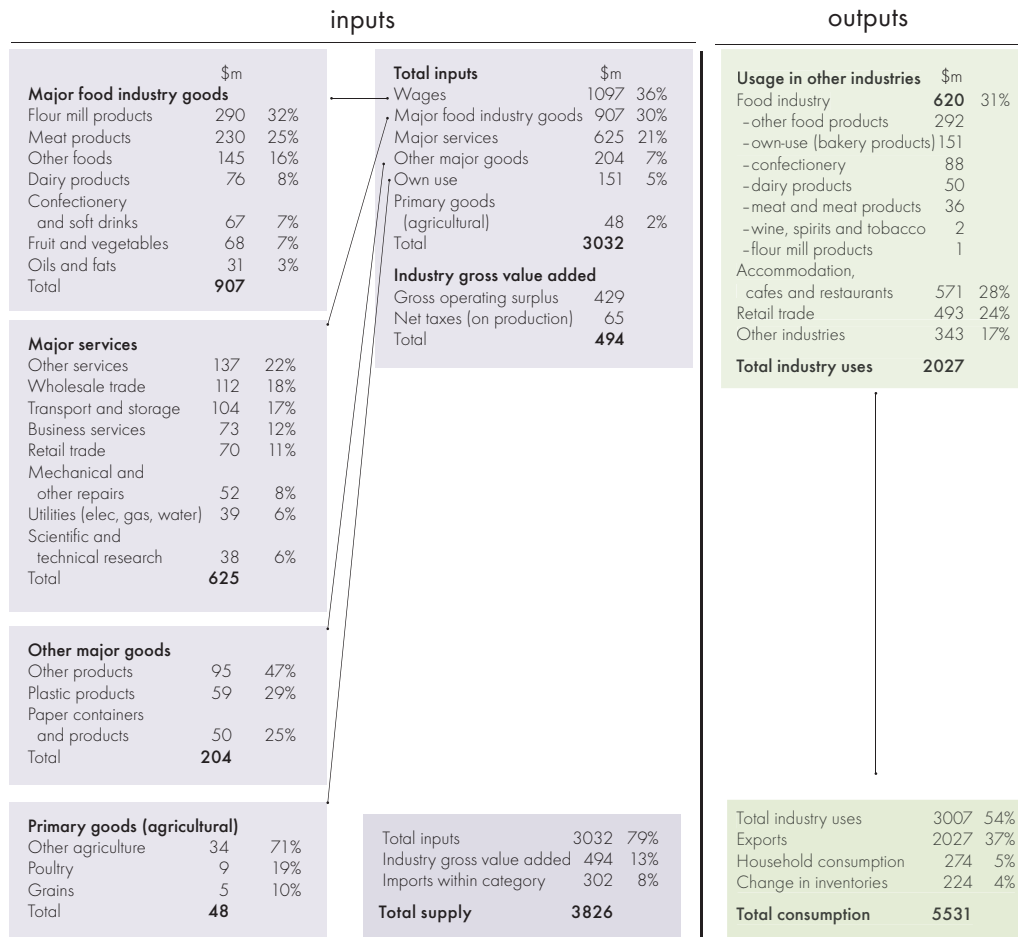 inputs
outputs
$m
Major food industry goods
Flour mill products 290 32%
Meat products 230 25%
Other foods 145 16%
Dairy products 76 8%
Confectionery
and soft drinks 67 7%
Fruit and vegetables 68 7%
Oils and fats 31 3%
Total 907
Major services
Other services 137 22%
Wholesale trade 112 18%
Transport and storage 104 17%
Business services 73 12%
Retail trade 70 11%
Mechanical and
other repairs 52 8%
Utilities (elec, gas, water) 39 6%
Scientific and
technical research 38 6%
Total 625
Other major goods
Other products 95 47%
Plastic products 59 29%
Paper containers
and products 50 25%
Total 204
Primary goods (agricultural)
Other agriculture 34 71%
Poultry 9 19%
Grains 5 10%
Total 48
Total inputs $m
Wages 1097 36%
Major food industry goods 907 30%
Major services 625 21%
Other major goods 204 7%
Own use 151 5%
Primary goods
(agricultural) 48 2%
Total 3032
Industry gross value added
Gross operating surplus 429
Net taxes (on production) 65
Total 494
Total inputs 3032 79%
Industry gross value added 494 13%
Imports within category 302 8%
Total supply 3826
Usage in other industries $m
Food industry 620 31%
-other food products 292
-own-use (bakery products) 151
-confectionery 88
-dairy products 50
-meat and meat products 36
-wine, spirits and tobacco 2
-flour mill products 1
Accommodation,
cafes and restaurants 571 28%
Retail trade 493 24%
Other industries 343 17%
Total industry uses 2027
Total industry uses 3007 54%
Exports 2027 37%
Household consumption 274 5%
Change in inventories 224 4%
Total consumption 5531